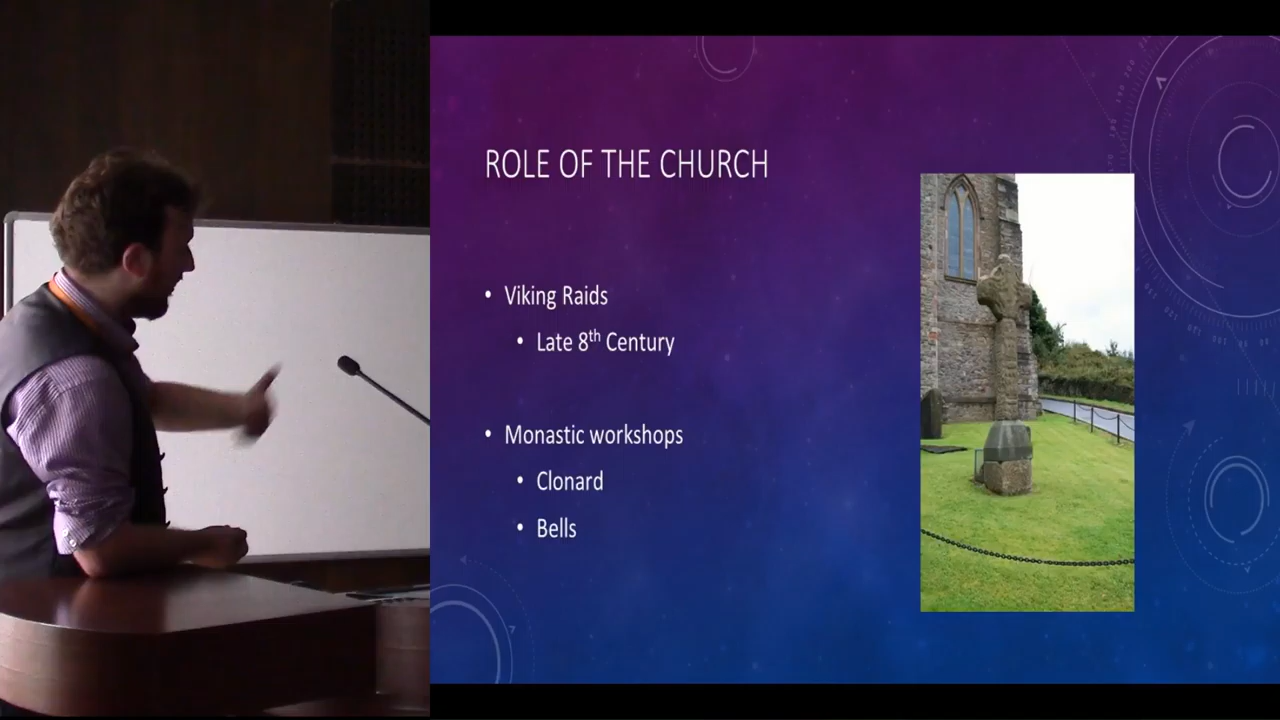 ROLE OF THE CHURCH
• Viking Raids
• Late 8th Century
• Monastic workshops
• Clonard
• Bells